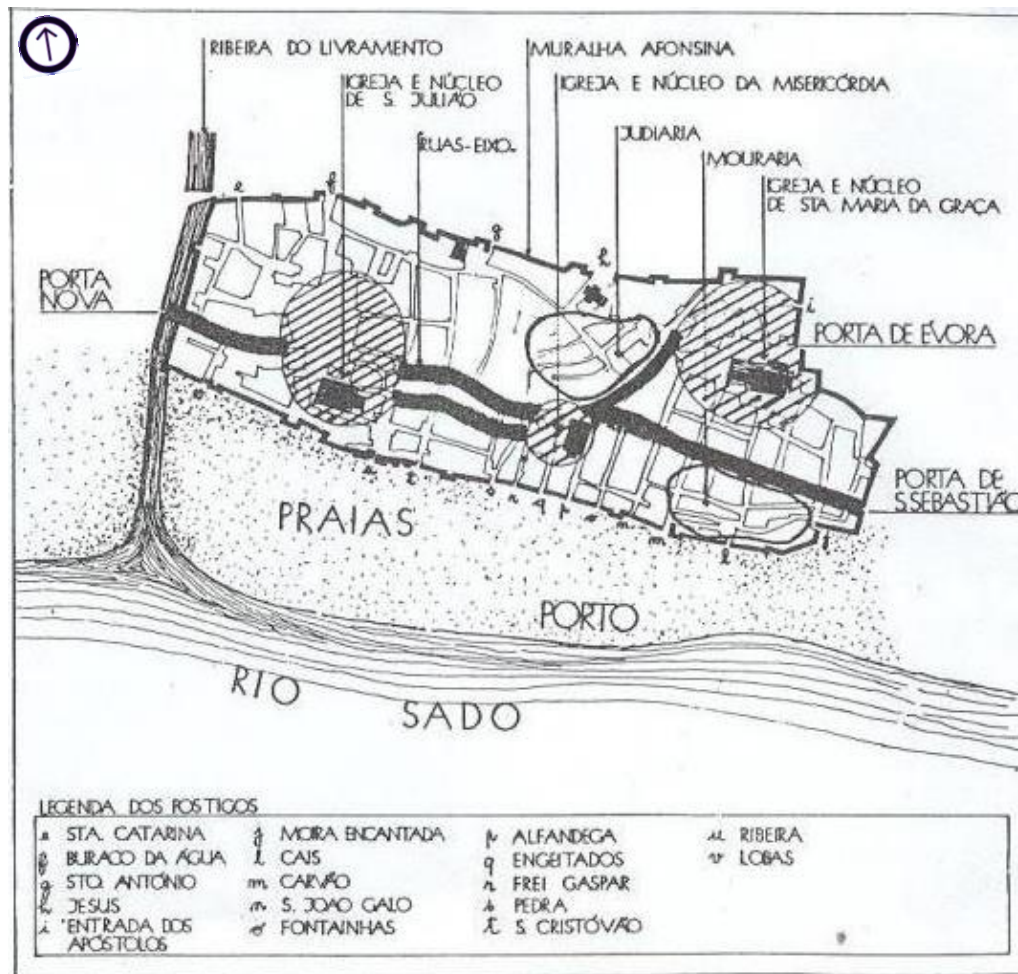 RIBEIRA DO LIVRAMENTO
MURALHA AFONSINA
IGREJA E NÚCLEO
DE S. JULIÃO
IGREJA E NÚCLEO DA MISERICÓRDIA
RUAS-EIXO
JUDIARIA
MOURARIA
IGREJA E NÚCLEO
DE STA. MARIA DA GRAÇA
e
f
g
h
i
PORTA
NOVA
PORTA DE ÉVORA
PORTA DE
S.SEBASTIÃO
PRAIAS
PORTO
RIO
SADO
LEGENDA DOS POSTIGOS
e STA. CATARINA
f BURACO DA ÁGUA
g STO. ANTÓNIO
h JESUS
i ENTRADA DOS
APÓSTOLOS
j MOIRA ENCANTADA
l CAIS
m CARVÃO
n S. JOAO GALO
o FONTAINHAS
p ALFANDEGA
q ENGEITADOS
r FREI GASPAR
s PEDRA
t S. CRISTÓVÃO
u RIBEIRA
v LOBAS